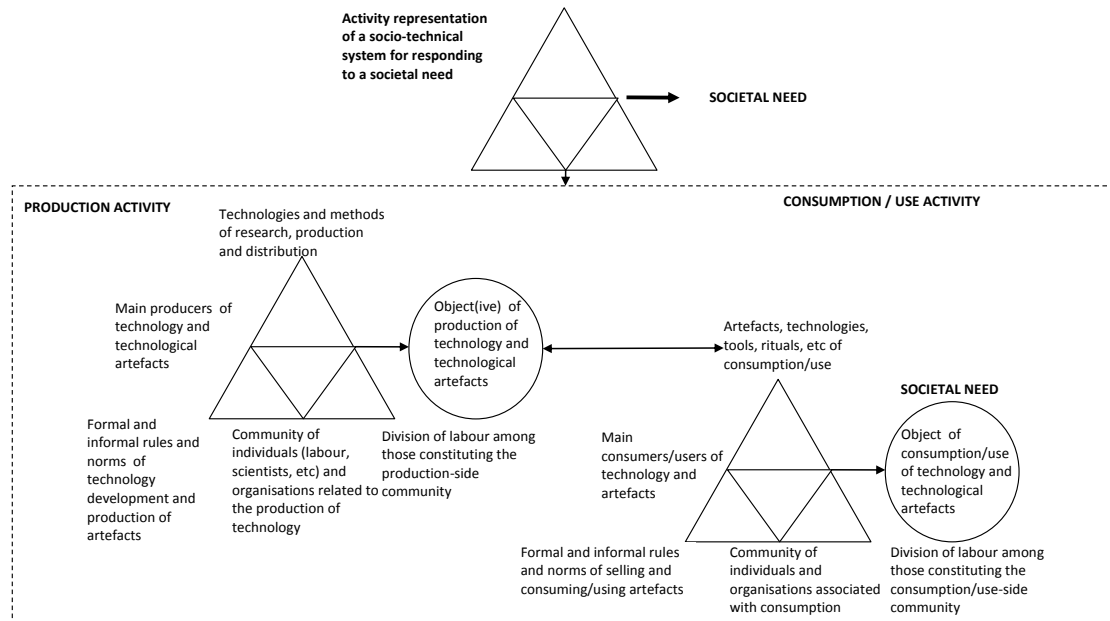 Activity representation
of a socio-technical
system for responding
to a societal need
SOCIETAL NEED
PRODUCTION ACTIVITY
CONSUMPTION / USE ACTIVITY
Technologies and methods
of research, production
and distribution
Main producers of
technology and
technological
artefacts
Object(ive) of
production of
technology and
technological
artefacts
Artefacts, technologies,
tools, rituals, etc of
consumption/use
Formal and
informal rules and
norms of
technology
development and
production of
artefacts
Community of
individuals (labour,
scientists, etc) and
organisations related to
the production of
technology
Division of labour among
those constituting the
production-side
community
Main
consumers/users of
technology and
artefacts
SOCIETAL NEED
Object of
consumption/use
of technology and
technological
artefacts
Formal and informal rules
and norms of selling and
consuming/using artefacts
Community of
individuals and
organisations associated
with consumption
Division of labour among
those constituting the
consumption/use-side
community